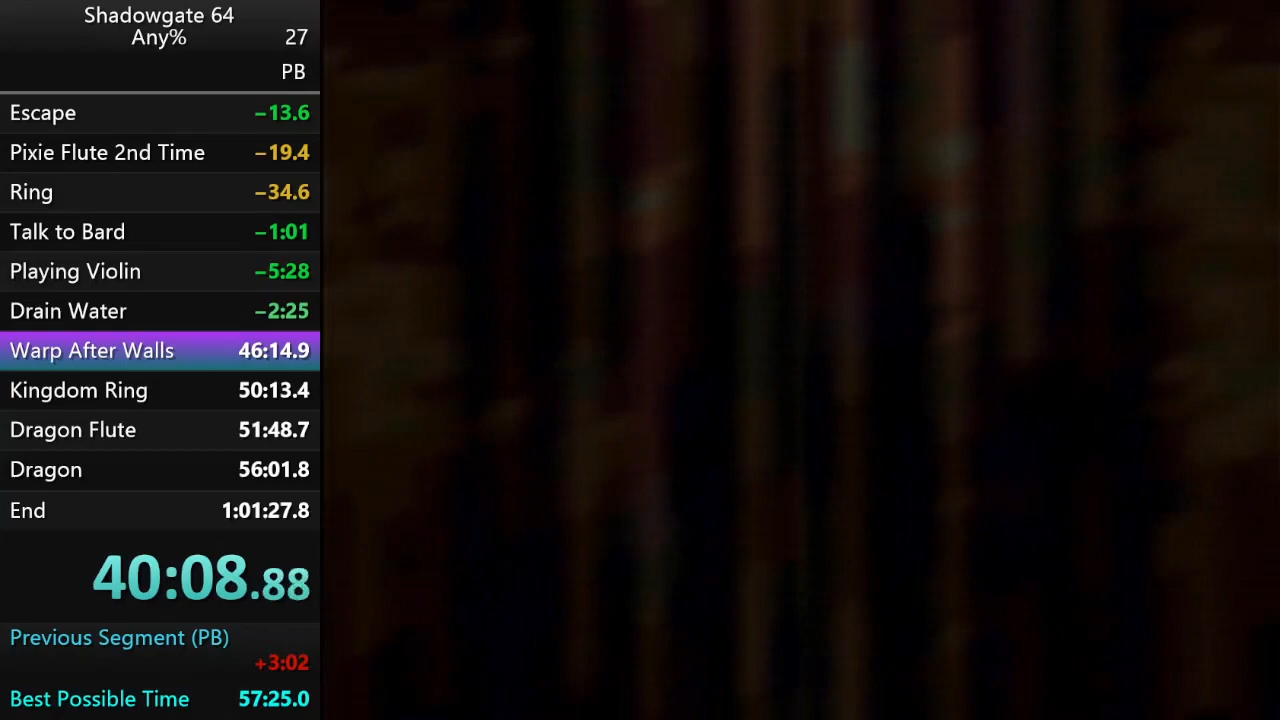 Shadowgate 64
Any% 27
PB
Escape −13.6
Pixie Flute 2nd Time −19.4
Ring −34.6
Talk to Bard −1:01
Playing Violin −5:28
Drain Water −2:25
Warp After Walls 46:14.9
Kingdom Ring 50:13.4
Dragon Flute 51:48.7
Dragon 56:01.8
End 1:01:27.8
40:08.88
Previous Segment (PB)
+3:02
Best Possible Time 57:25.0